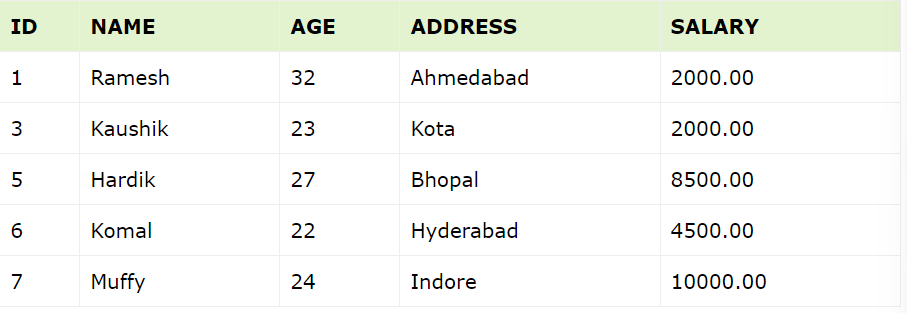 ID NAME AGE ADDRESS SALARY
1 Ramesh 32 Ahmedabad 2000.00
3 Kaushik 23 Kota 2000.00
5 Hardik 27 Bhopal 8500.00
6 Komal 22 Hyderabad 4500.00
7 Muffy 24 Indore 10000.00